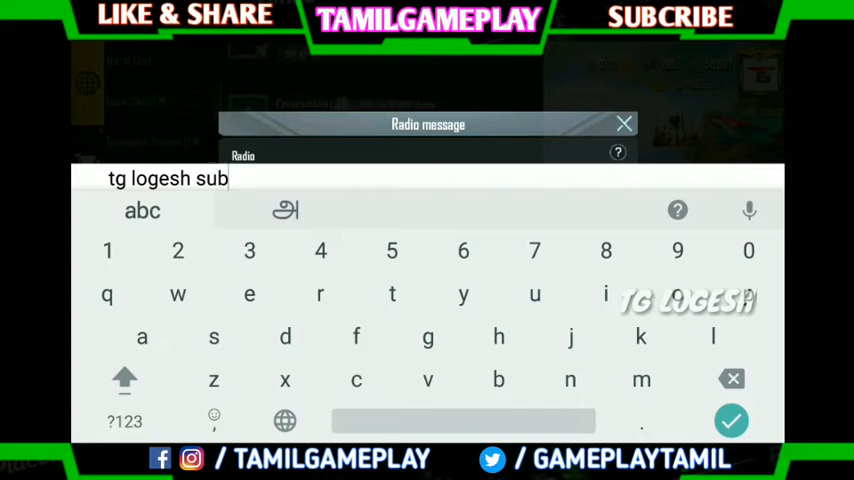 LIKE & SHARE
TAMILGAMEPLAY
SUBCRIBE
Radio message
Radio
?
tg logesh sub
abc
அ
?
1 2 3 4 5 6 7 8 9 0
q w e r t y u i o p
TG LOGESH
a s d f g h j k l
z x c v b n m
?123 , .
/ TAMILGAMEPLAY
/ GAMEPLAYTAMIL